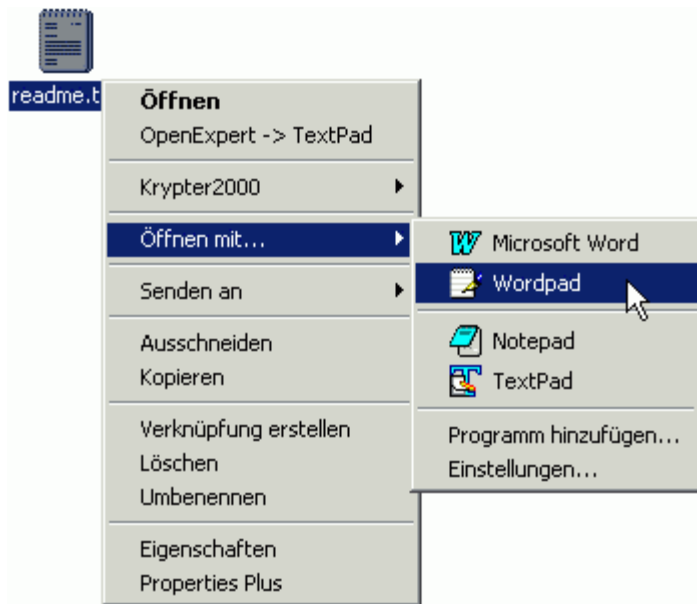 readme.t
Öffnen
OpenExpert -> TextPad
Krypter2000
Öffnen mit...
Senden an
Ausschneiden
Kopieren
Verknüpfung erstellen
Löschen
Umbenennen
Eigenschaften
Properties Plus
Microsoft Word
Wordpad
Notepad
TextPad
Programm hinzufügen...
Einstellungen...